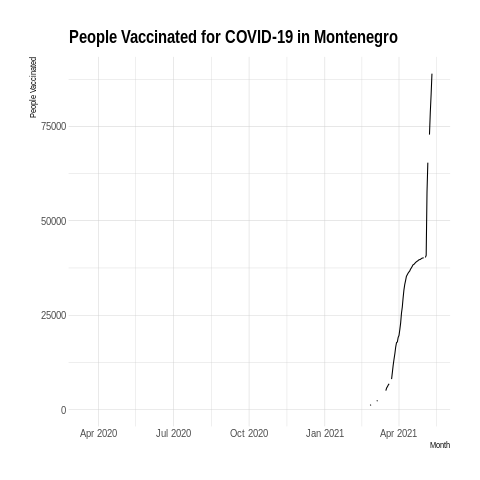 People Vaccinated for COVID-19 in Montenegro
People Vaccinated
75000
50000
25000
0
Apr 2020 Jul 2020 Oct 2020 Jan 2021 Apr 2021
Month